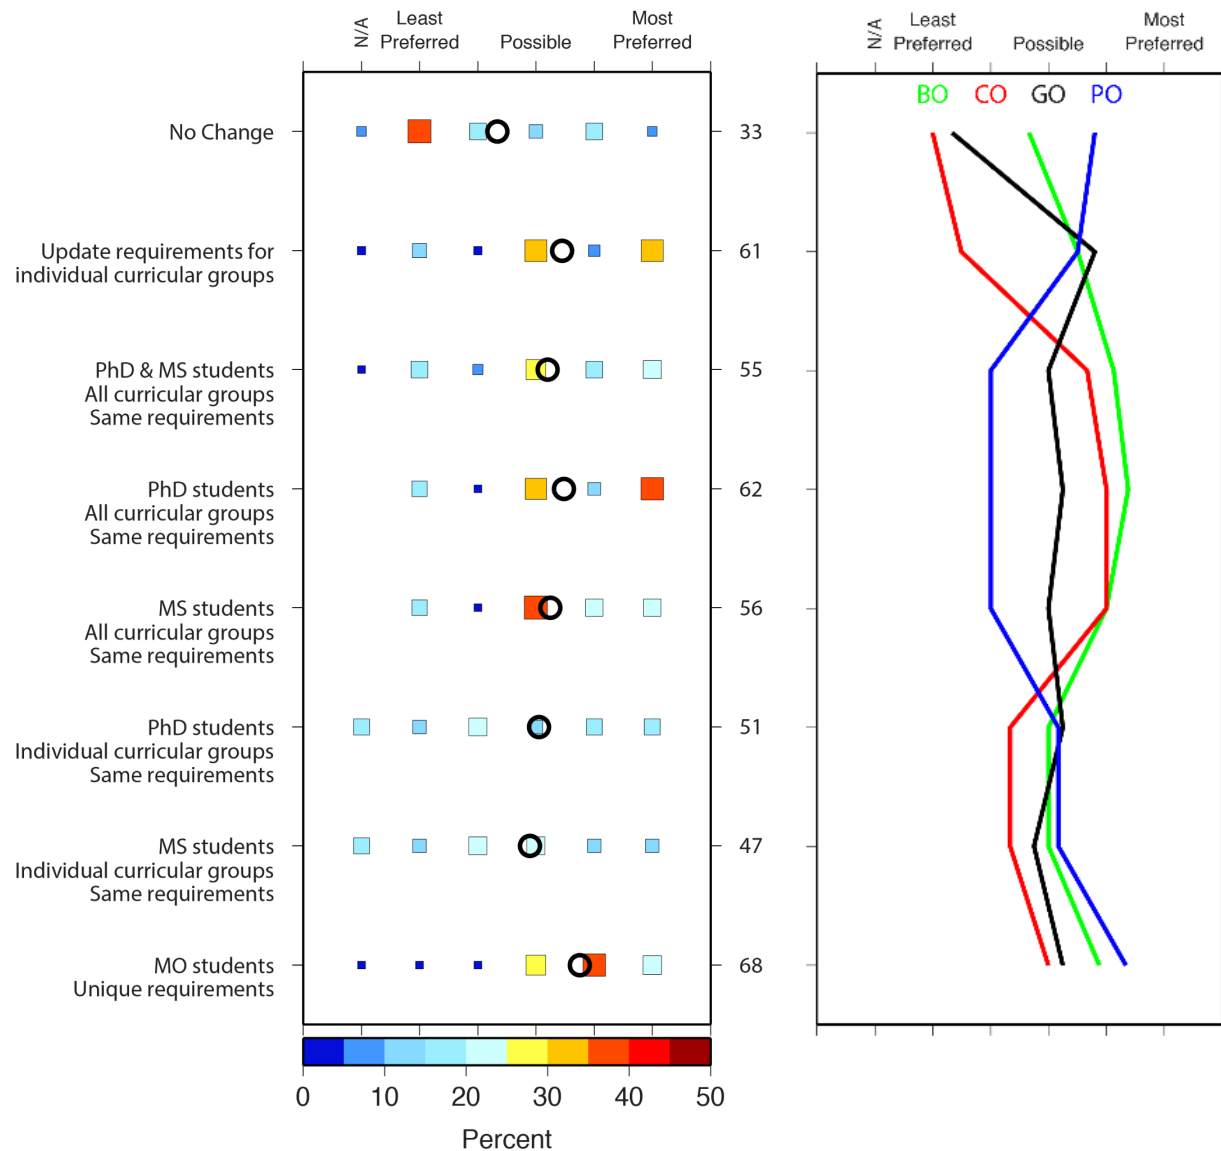 N/A
Least
Preferred
Possible
Most
Preferred
No Change
33
Update requirements for
individual curricular groups
61
PhD & MS students
All curricular groups
Same requirements
55
PhD students
All curricular groups
Same requirements
62
MS students
All curricular groups
Same requirements
56
PhD students
Individual curricular groups
Same requirements
51
MS students
Individual curricular groups
Same requirements
47
MO students
Unique requirements
68
0 10 20 30 40 50
Percent
N/A
Least
Preferred
Possible
Most
Preferred
BO CO GO PO